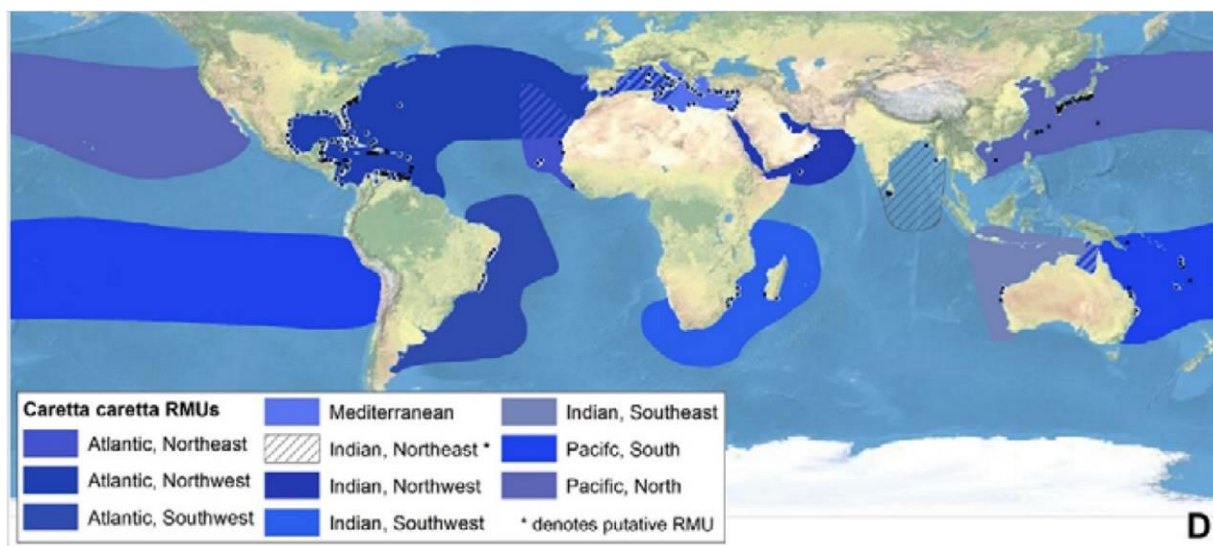 Caretta caretta RMUs
Atlantic, Northeast
Atlantic, Northwest
Atlantic, Southwest
Mediterranean
Indian, Northeast *
Indian, Northwest
Indian, Southwest
Indian, Southeast
Pacifc, South
Pacific, North
* denotes putative RMU
D